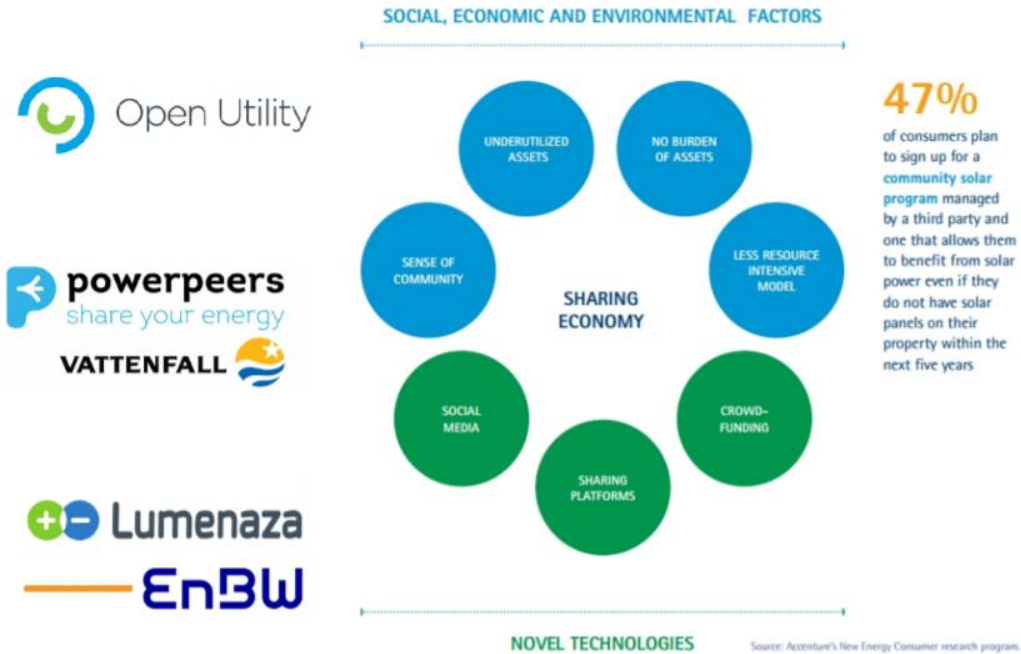 SOCIAL, ECONOMIC AND ENVIRONMENTAL FACTORS
Open Utility
powerpeers
share your energy
VATTENFALL
Lumenaza
EnBW
UNDERUTILIZED
ASSETS
NO BURDEN
OF ASSETS
SENSE OF
COMMUNITY
LESS RESOURCE
INTENSIVE
MODEL
SHARING
ECONOMY
SOCIAL
MEDIA
CROWD-
FUNDING
SHARING
PLATFORMS
47%
of consumers plan
to sign up for a
community solar
program managed
by a third party and
one that allows them
to benefit from solar
power even if they
do not have solar
panels on their
property within the
next five years
NOVEL TECHNOLOGIES
Source: Accenture's New Energy Consumer research program.